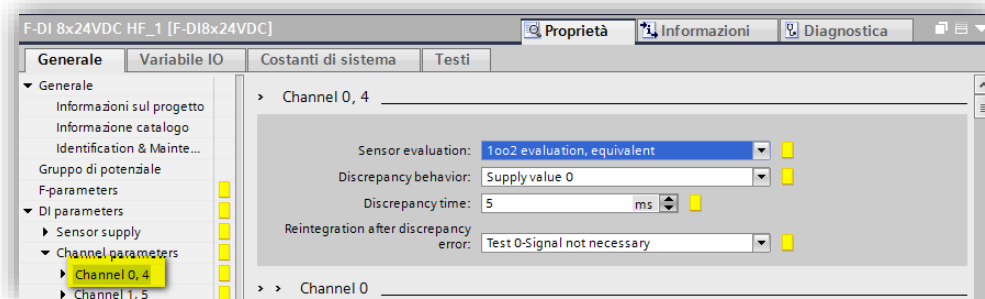 F-DI 8x24VDC HF_1 [F-DI8x24VDC]
Proprietà
Informazioni
Diagnostica
Generale
Variabile IO
Costanti di sistema
Testi
Generale
Informazioni sul progetto
Informazione catalogo
Identification & Mainte...
Gruppo di potenziale
F-parameters
DI parameters
Sensor supply
Channel parameters
Channel 0, 4
Channel 1, 5
> Channel 0, 4
Sensor evaluation: 1oo2 evaluation, equivalent
Discrepancy behavior: Supply value 0
Discrepancy time: 5 ms
Reintegration after discrepancy
error: Test 0-Signal not necessary
> > Channel 0